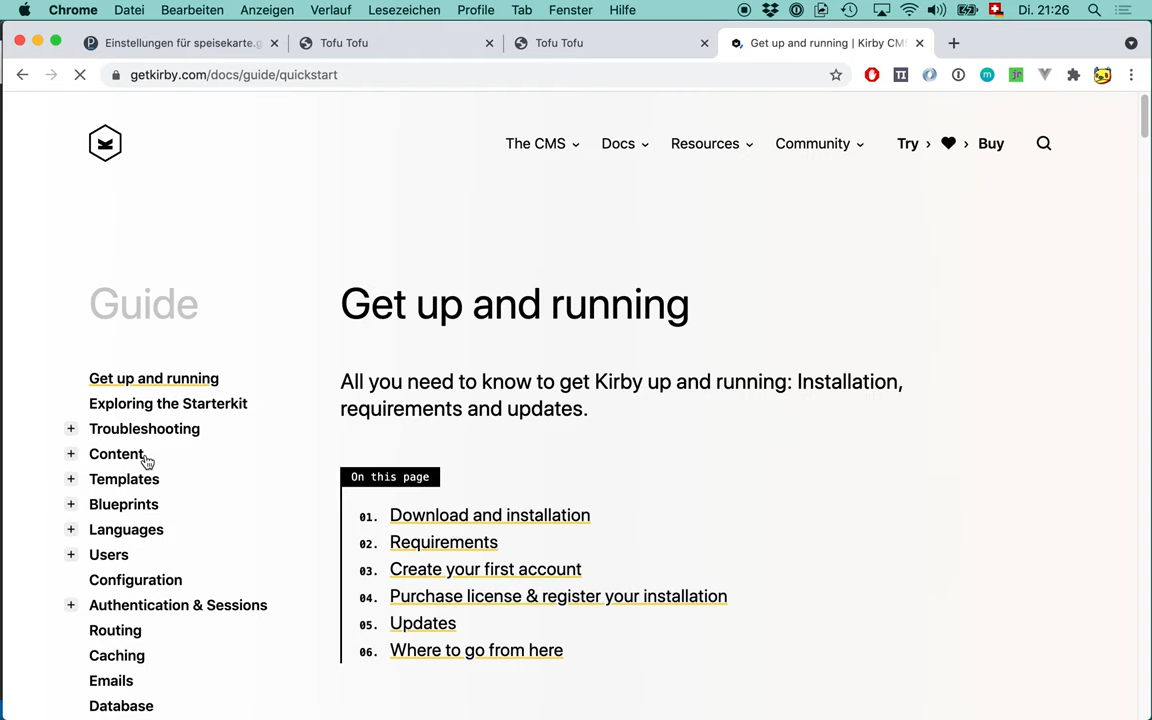 Chrome Datei Bearbeiten Anzeigen Verlauf Lesezeichen Profile Tab Fenster Hilfe Di. 21:26
Einstellungen für speisekarte.g Tofu Tofu Tofu Tofu Get up and running | Kirby CM
getkirby.com/docs/guide/quickstart
The CMS Docs Resources Community Try › › Buy
Guide
Get up and running
Exploring the Starterkit
Troubleshooting
Content
Templates
Blueprints
Languages
Users
Configuration
Authentication & Sessions
Routing
Caching
Emails
Database
Get up and running
All you need to know to get Kirby up and running: Installation,
requirements and updates.
On this page
01. Download and installation
02. Requirements
03. Create your first account
04. Purchase license & register your installation
05. Updates
06. Where to go from here